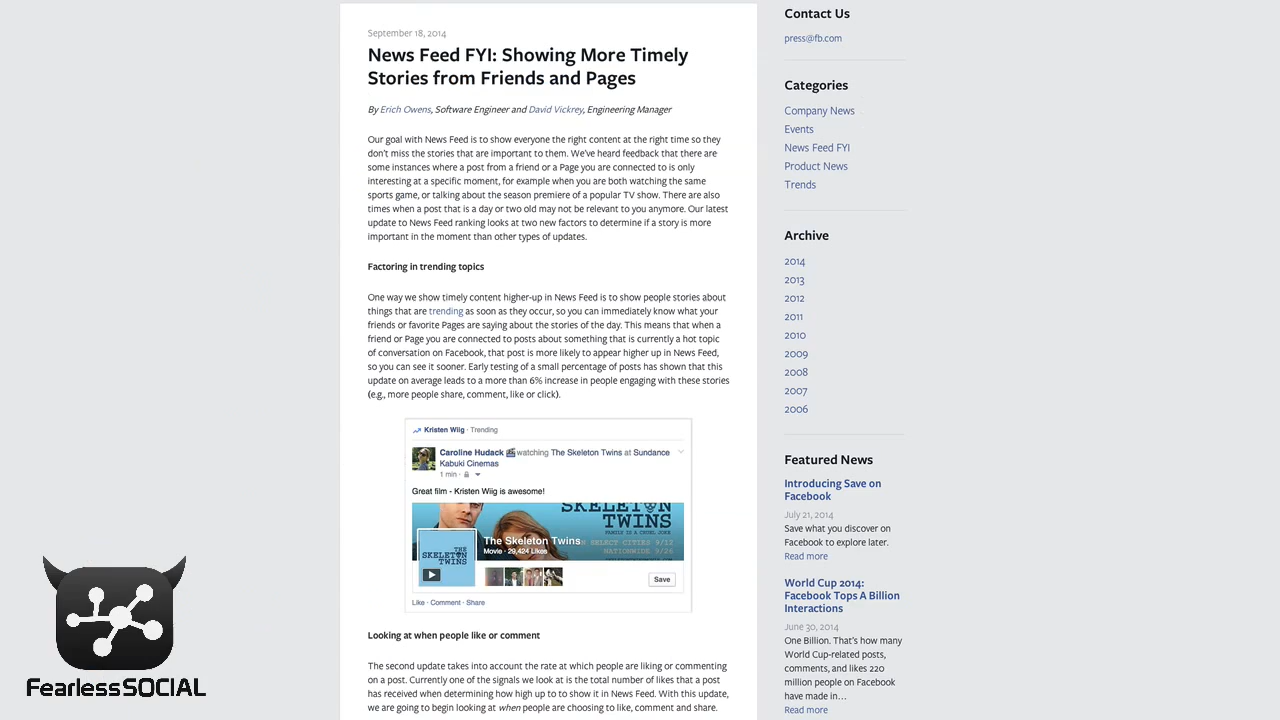 September 18, 2014
News Feed FYI: Showing More Timely
Stories from Friends and Pages
By Erich Owens, Software Engineer and David Vickrey, Engineering Manager
Our goal with News Feed is to show everyone the right content at the right time so they
don't miss the stories that are important to them. We've heard feedback that there are
some instances where a post from a friend or a Page you are connected to is only
interesting at a specific moment, for example when you are both watching the same
sports game, or talking about the season premiere of a popular TV show. There are also
times when a post that is a day or two old may not be relevant to you anymore. Our latest
update to News Feed ranking looks at two new factors to determine if a story is more
important in the moment than other types of updates.
Factoring in trending topics
One way we show timely content higher-up in News Feed is to show people stories about
things that are trending as soon as they occur, so you can immediately know what your
friends or favorite Pages are saying about the stories of the day. This means that when a
friend or Page you are connected to posts about something that is currently a hot topic
of conversation on Facebook, that post is more likely to appear higher up in News Feed,
so you can see it sooner. Early testing of a small percentage of posts has shown that this
update on average leads to a more than 6% increase in people engaging with these stories
(e.g., more people share, comment, like or click).
Kristen Wiig · Trending
Caroline Hudack watching The Skeleton Twins at Sundance
Kabuki Cinemas
1 min ·
Great film - Kristen Wiig is awesome!
SKELETON
TWINS
FAMILY IS A CRUEL JOKE
SELECT CITIES 9/12
NATIONWIDE 9/26
THE
SKELETON
TWINS
The Skeleton Twins
Movie · 29,424 Likes
Save
Like · Comment · Share
Looking at when people like or comment
The second update takes into account the rate at which people are liking or commenting
on a post. Currently one of the signals we look at is the total number of likes that a post
has received when determining how high up to to show it in News Feed. With this update,
we are going to begin looking at when people are choosing to like, comment and share.
Contact Us
press@fb.com
Categories
Company News
Events
News Feed FYI
Product News
Trends
Archive
2014
2013
2012
2011
2010
2009
2008
2007
2006
Featured News
Introducing Save on
Facebook
July 21, 2014
Save what you discover on
Facebook to explore later.
Read more
World Cup 2014:
Facebook Tops A Billion
Interactions
June 30, 2014
One Billion. That's how many
World Cup-related posts,
comments, and likes 220
million people on Facebook
have made in…
Read more
FearlessSOCIAL